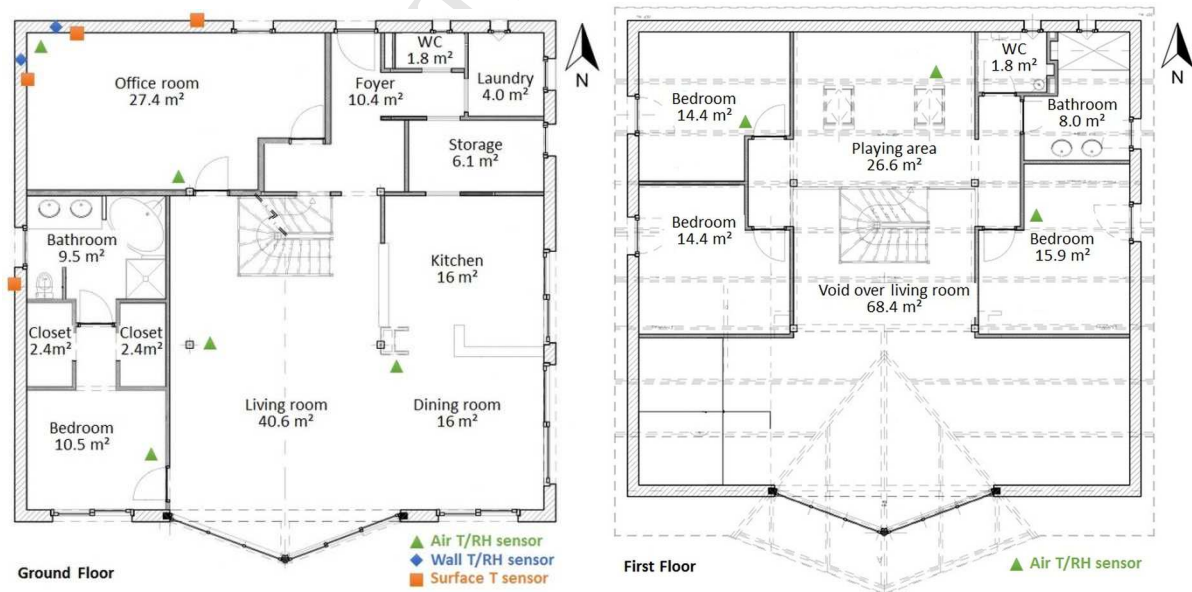 Office room
27.4 m²
Foyer
10.4 m²
WC
1.8 m²
Laundry
4.0 m²
Storage
6.1 m²
N
Bathroom
9.5 m²
Kitchen
16 m²
Closet
2.4m²
Closet
2.4m²
Living room
40.6 m²
Dining room
16 m²
Bedroom
10.5 m²
Air T/RH sensor
Wall T/RH sensor
Surface T sensor
Ground Floor
WC
1.8 m²
Bedroom
14.4 m²
Bathroom
8.0 m²
N
Playing area
26.6 m²
Bedroom
14.4 m²
Bedroom
15.9 m²
Void over living room
68.4 m²
First Floor
Air T/RH sensor